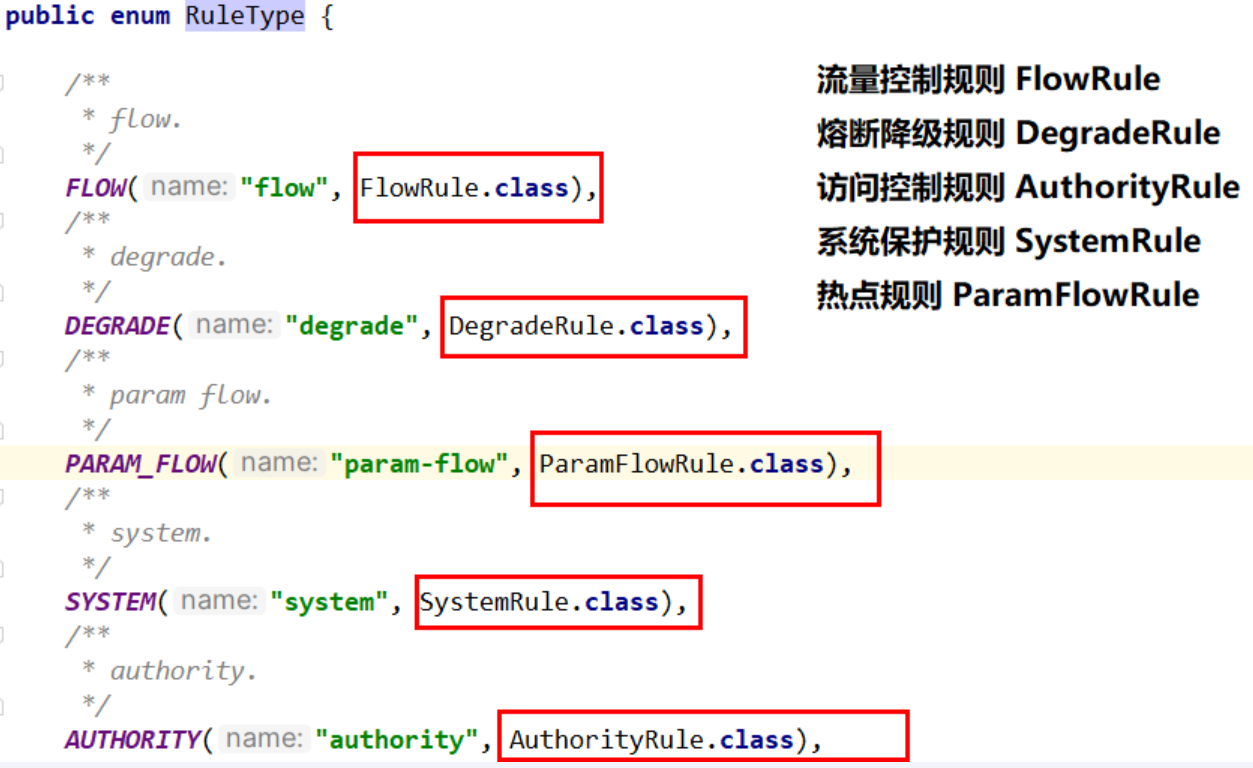 public enum RuleType {
/**
* flow.
*/
FLOW( name: "flow", FlowRule.class),
/**
* degrade.
*/
DEGRADE( name: "degrade", DegradeRule.class),
/**
* param flow.
*/
PARAM_FLOW( name: "param-flow", ParamFlowRule.class),
/**
* system.
*/
SYSTEM( name: "system", SystemRule.class),
/**
* authority.
*/
AUTHORITY( name: "authority", AuthorityRule.class),
流量控制规则 FlowRule
熔断降级规则 DegradeRule
访问控制规则 AuthorityRule
系统保护规则 SystemRule
热点规则 ParamFlowRule